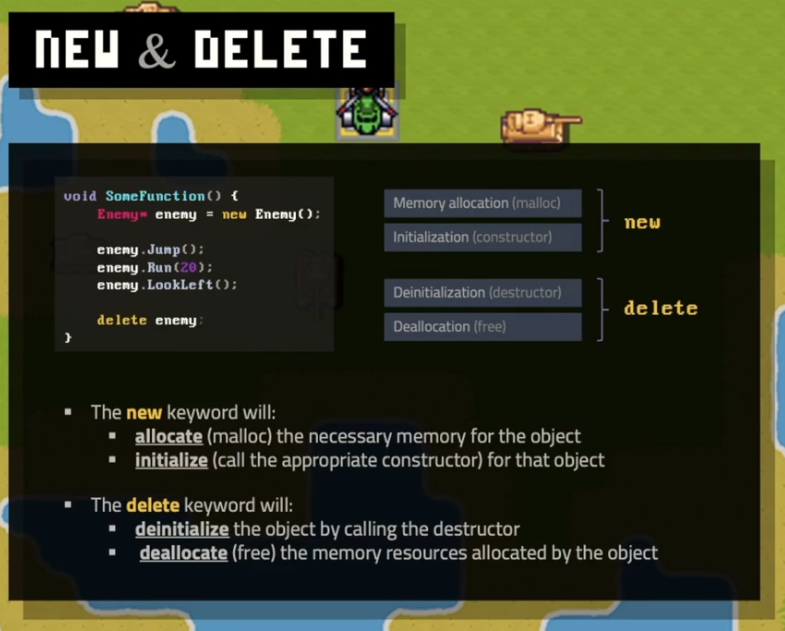 NEW & DELETE
void SomeFunction() {
Enemy* enemy = new Enemy();
enemy.Jump();
enemy.Run(20);
enemy.LookLeft();
delete enemy;
}
Memory allocation (malloc)
Initialization (constructor)
new
Deinitialization (destructor)
Deallocation (free)
delete
▪ The new keyword will:
▪ allocate (malloc) the necessary memory for the object
▪ initialize (call the appropriate constructor) for that object
▪ The delete keyword will:
▪ deinitialize the object by calling the destructor
▪ deallocate (free) the memory resources allocated by the object